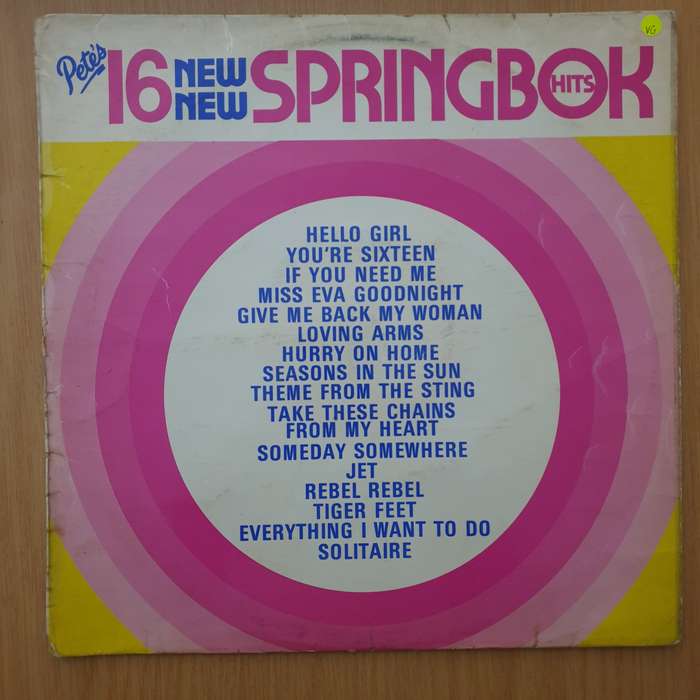 Pete's
16 NEW NEW SPRINGBOK HITS
VG
HELLO GIRL
YOU'RE SIXTEEN
IF YOU NEED ME
MISS EVA GOODNIGHT
GIVE ME BACK MY WOMAN
LOVING ARMS
HURRY ON HOME
SEASONS IN THE SUN
THEME FROM THE STING
TAKE THESE CHAINS
FROM MY HEART
SOMEDAY SOMEWHERE
JET
REBEL REBEL
TIGER FEET
EVERYTHING I WANT TO DO
SOLITAIRE